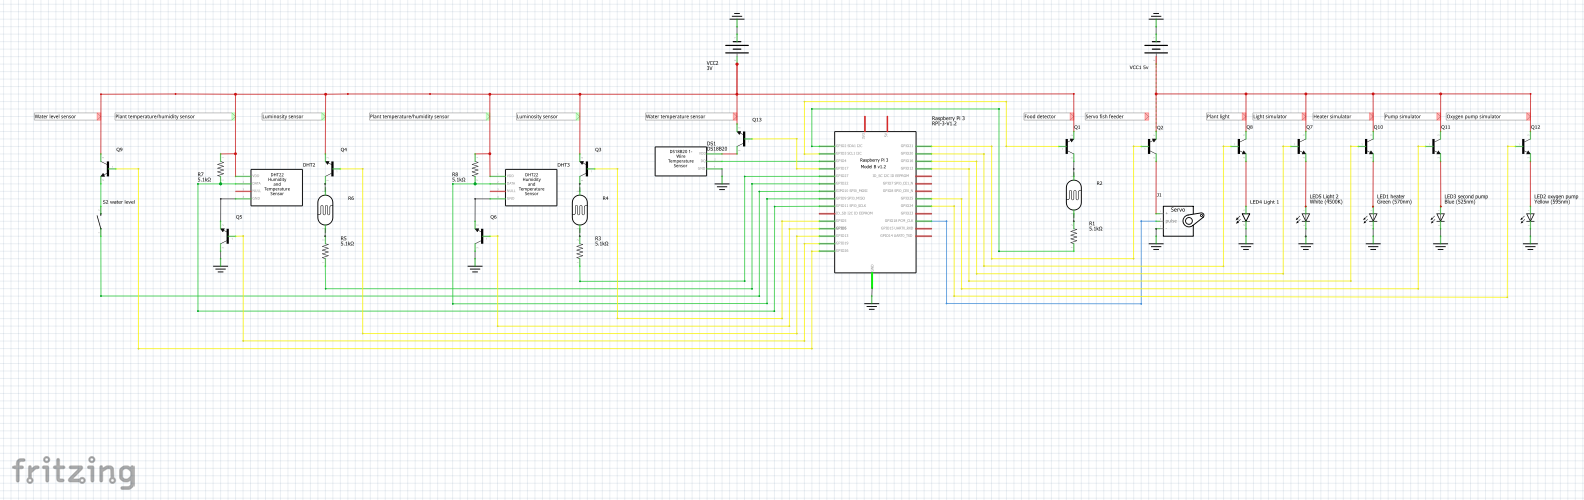 VCC2
3V
VCC1 5v
Water level sensor
Plant temperature/humidity sensor
Luminosity sensor
Plant temperature/humidity sensor
Luminosity sensor
Water temperature sensor
Food detector
Servo fish feeder
Plant light
Light simulator
Heater simulator
Pump simulator
Oxygen pump simulator
Q13
Raspberry Pi 3
RPI-3-V1.2
Q1
Q2
Q8
Q7
Q10
Q11
Q12
Q9
Q4
Q3
DS1
DS18B20
DS18B20 1-
Wire
Temperature
Sensor
Raspberry Pi 3
Model B v1.2
DHT2
DHT22
Humidity
and
Temperature
Sensor
DHT3
DHT22
Humidity
and
Temperature
Sensor
R7
5.1kΩ
5.1kΩ
R2
J1
Servo
pulse
S2 water level
R6
R4
LED4 Light 1
LED5 Light 2
White (4500K)
LED1 heater
Green (570nm)
LED3 second pump
Blue (525nm)
LED2 oxygen pump
Yellow (595nm)
Q5
Q6
R5
5.1kΩ
R3
5.1kΩ
R1
5.1kΩ
fritzing